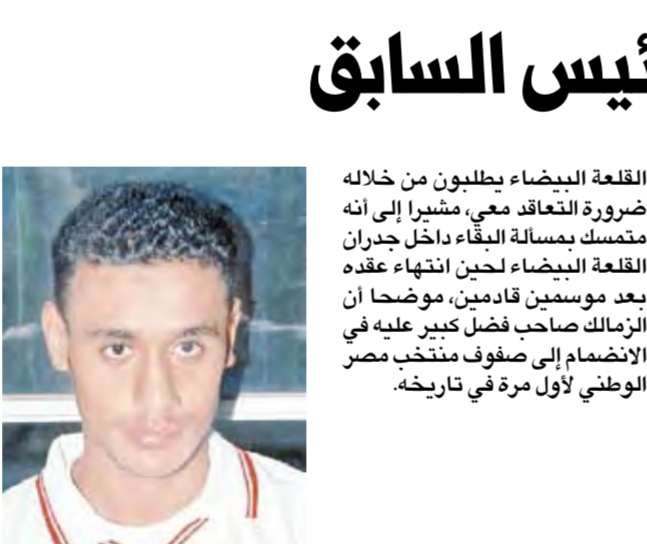 السابق
القلعة البيضاء يطلبون من خلاله
ضرورة التعاقد معي، مشيرا إلى أنه
متمسك بمسألة البقاء داخل جدران
القلعة البيضاء لحين انتهاء عقده
بعد موسمين قادمين، موضحا أن
الزمالك صاحب فضل كبير عليه في
الانضمام إلى صفوف منتخب مصر
الوطني لأول مرة في تاريخه.